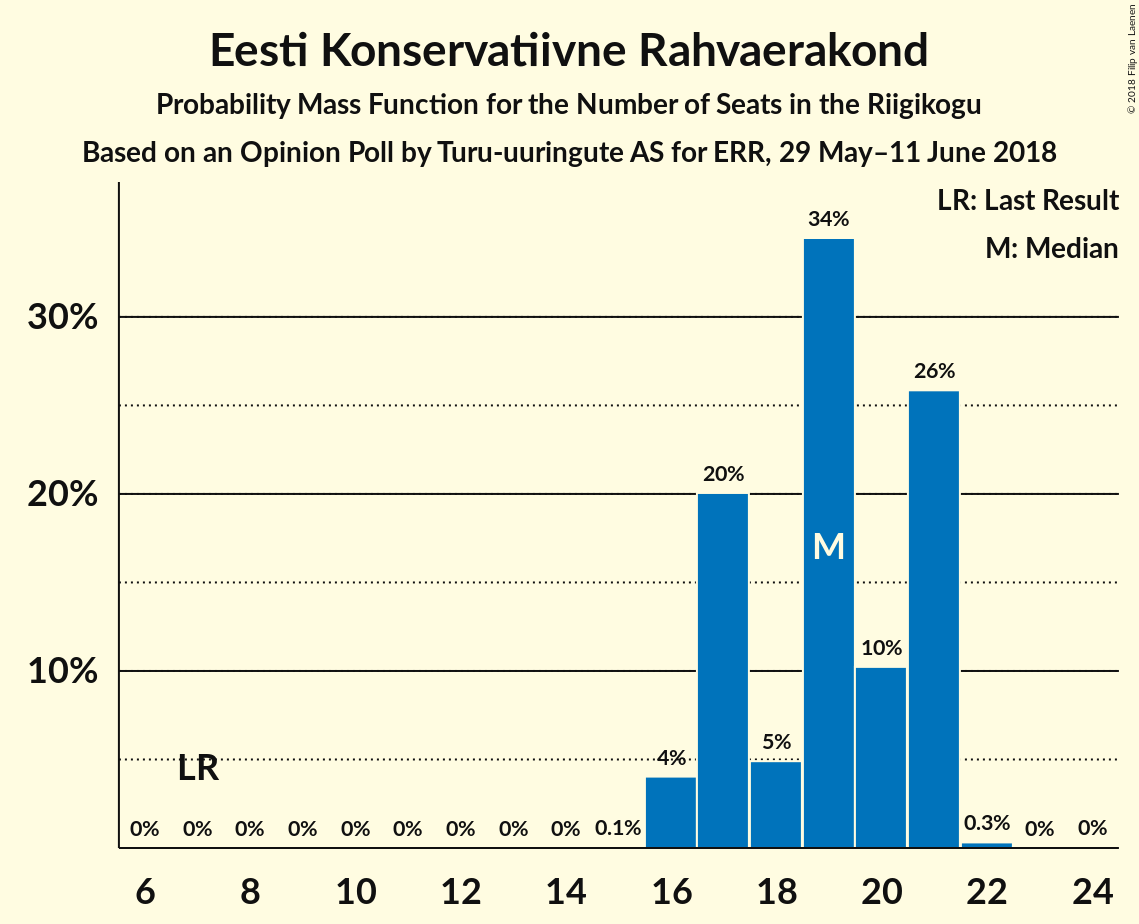 Eesti Konservatiivne Rahvaerakond
Probability Mass Function for the Number of Seats in the Riigikogu
Based on an Opinion Poll by Turu-uuringute AS for ERR, 29 May–11 June 2018
© 2018 Filip van Laenen
LR: Last Result
M: Median
30%
20%
10%
LR
M
0% 0% 0% 0% 0% 0% 0% 0% 0% 0.1% 4% 20% 5% 34% 10% 26% 0.3% 0% 0%
6 8 10 12 14 16 18 20 22 24